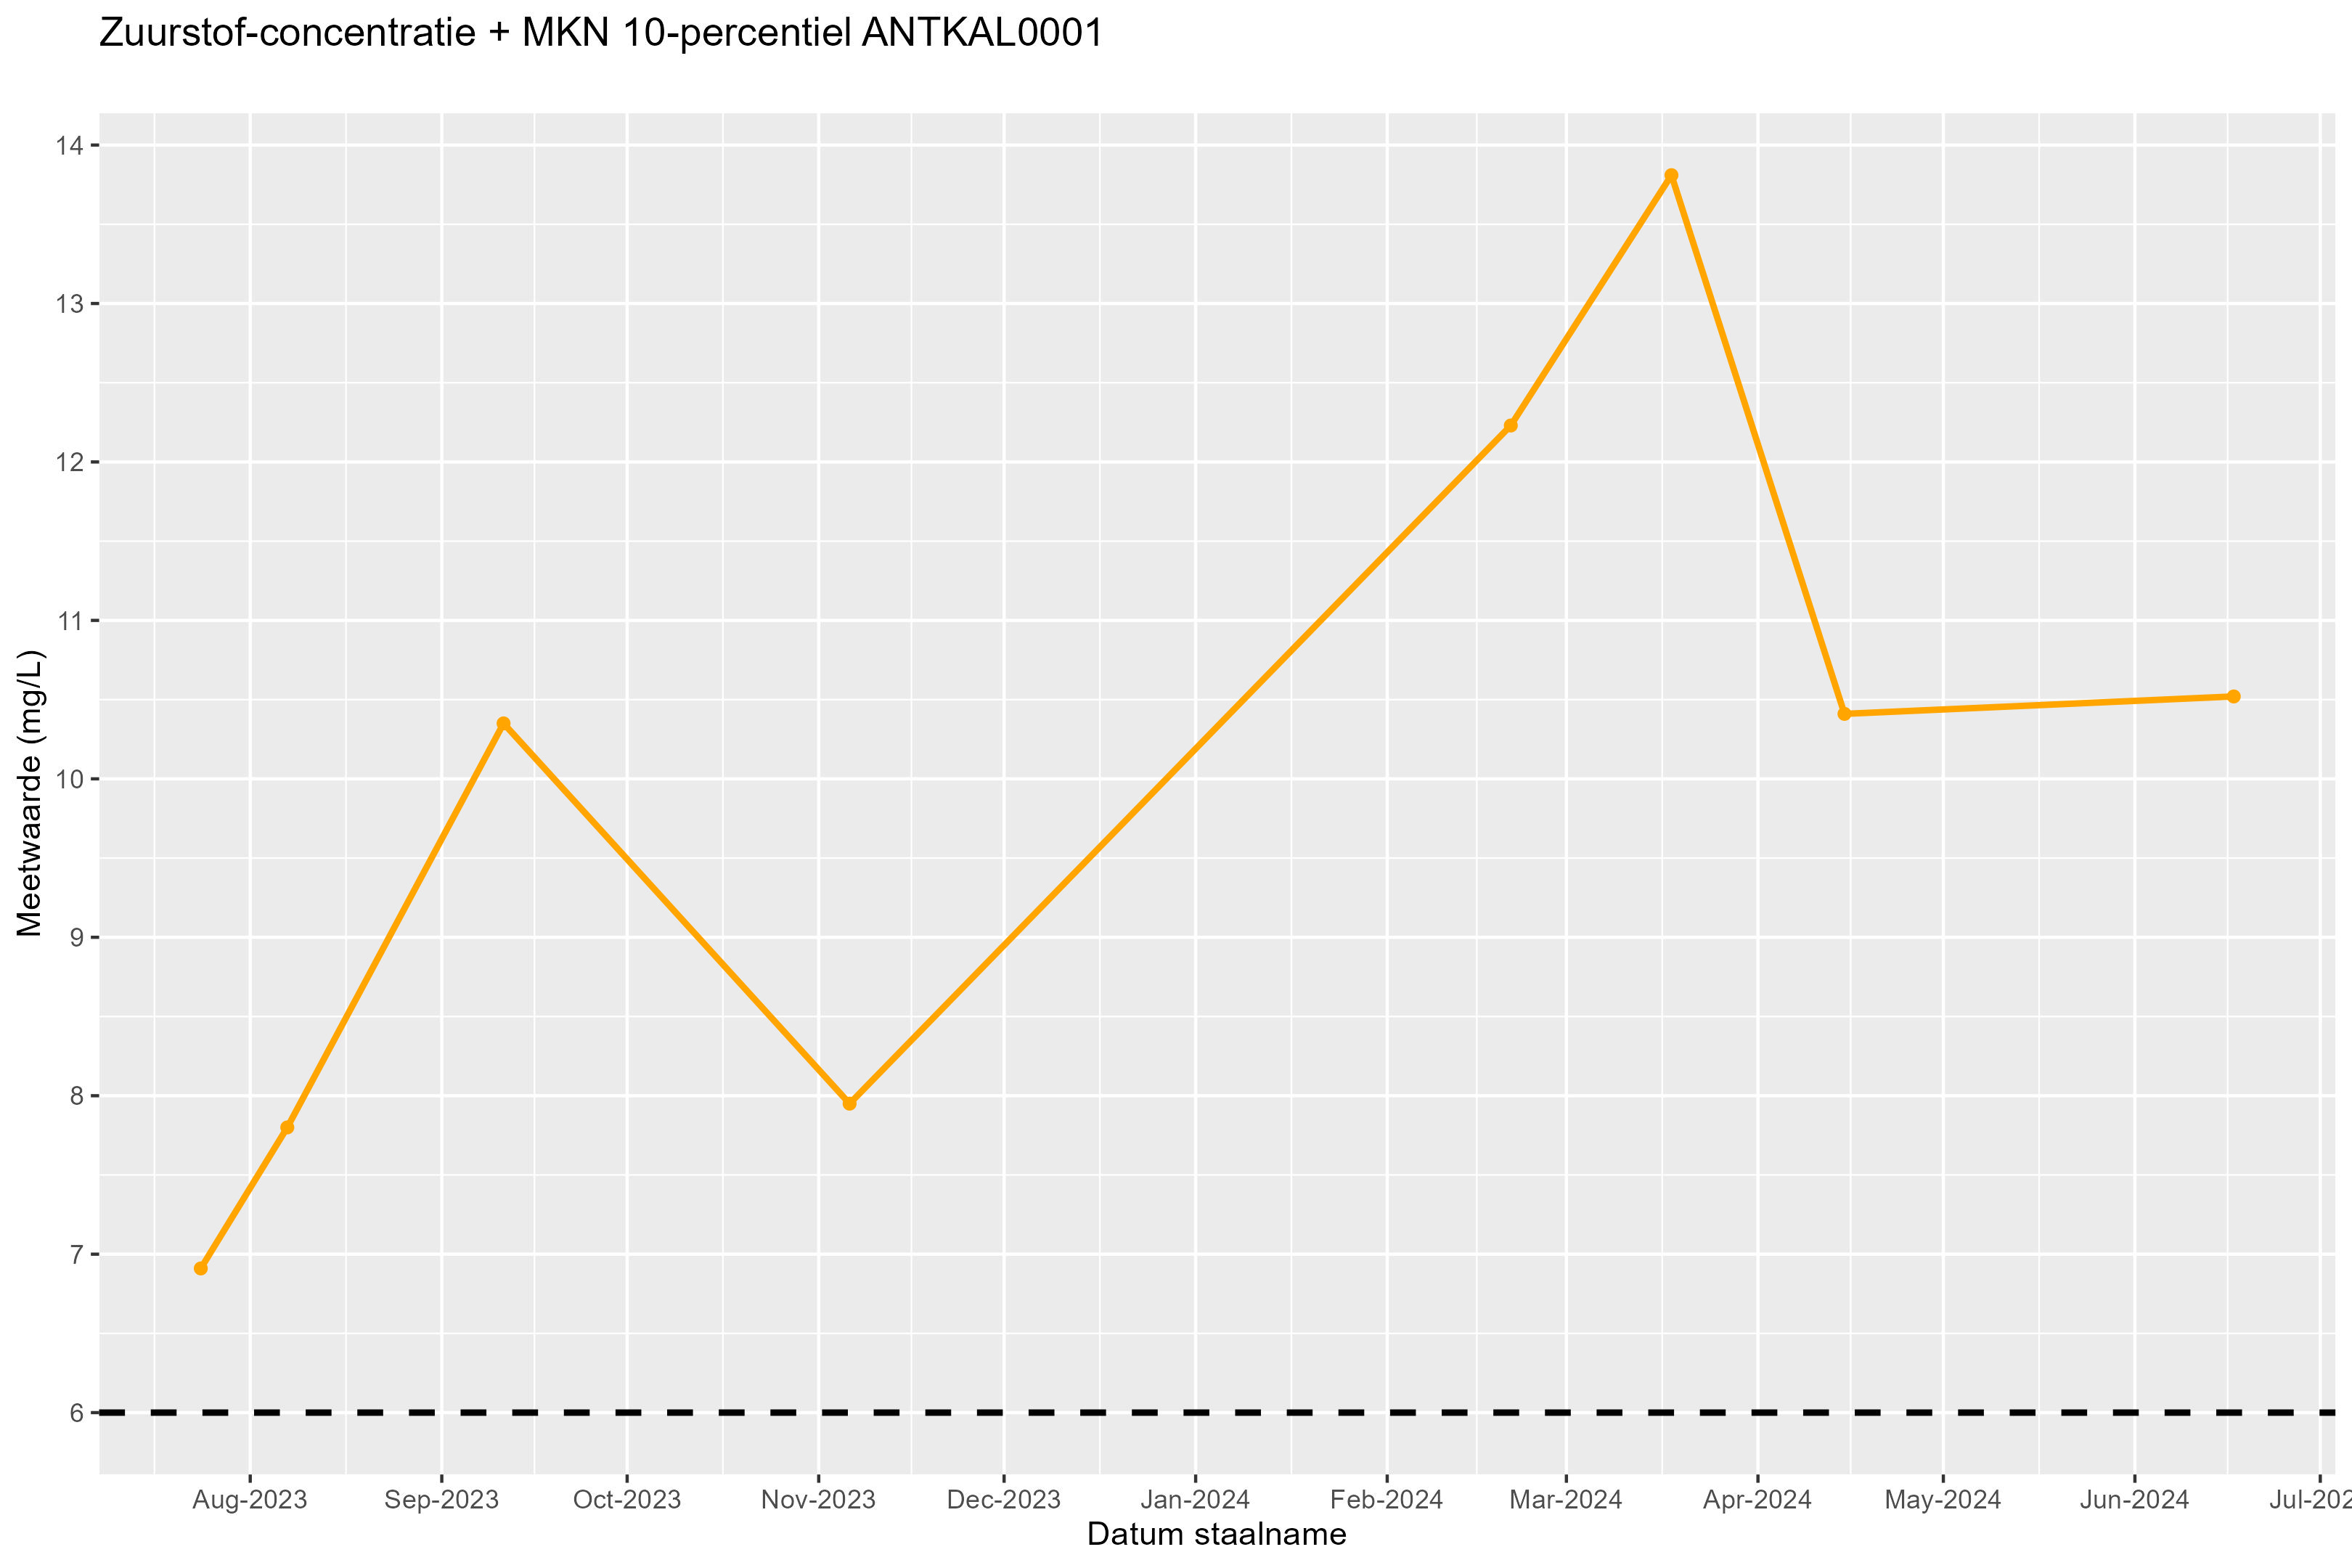 Zuurstof-concentratie + MKN 10-percentiel ANTKAL0001
14
13
12
11
10
9
8
7
6
Meetwaarde (mg/L)
Aug-2023 Sep-2023 Oct-2023 Nov-2023 Dec-2023 Jan-2024 Feb-2024 Mar-2024 Apr-2024 May-2024 Jun-2024 Jul-202
Datum staalname